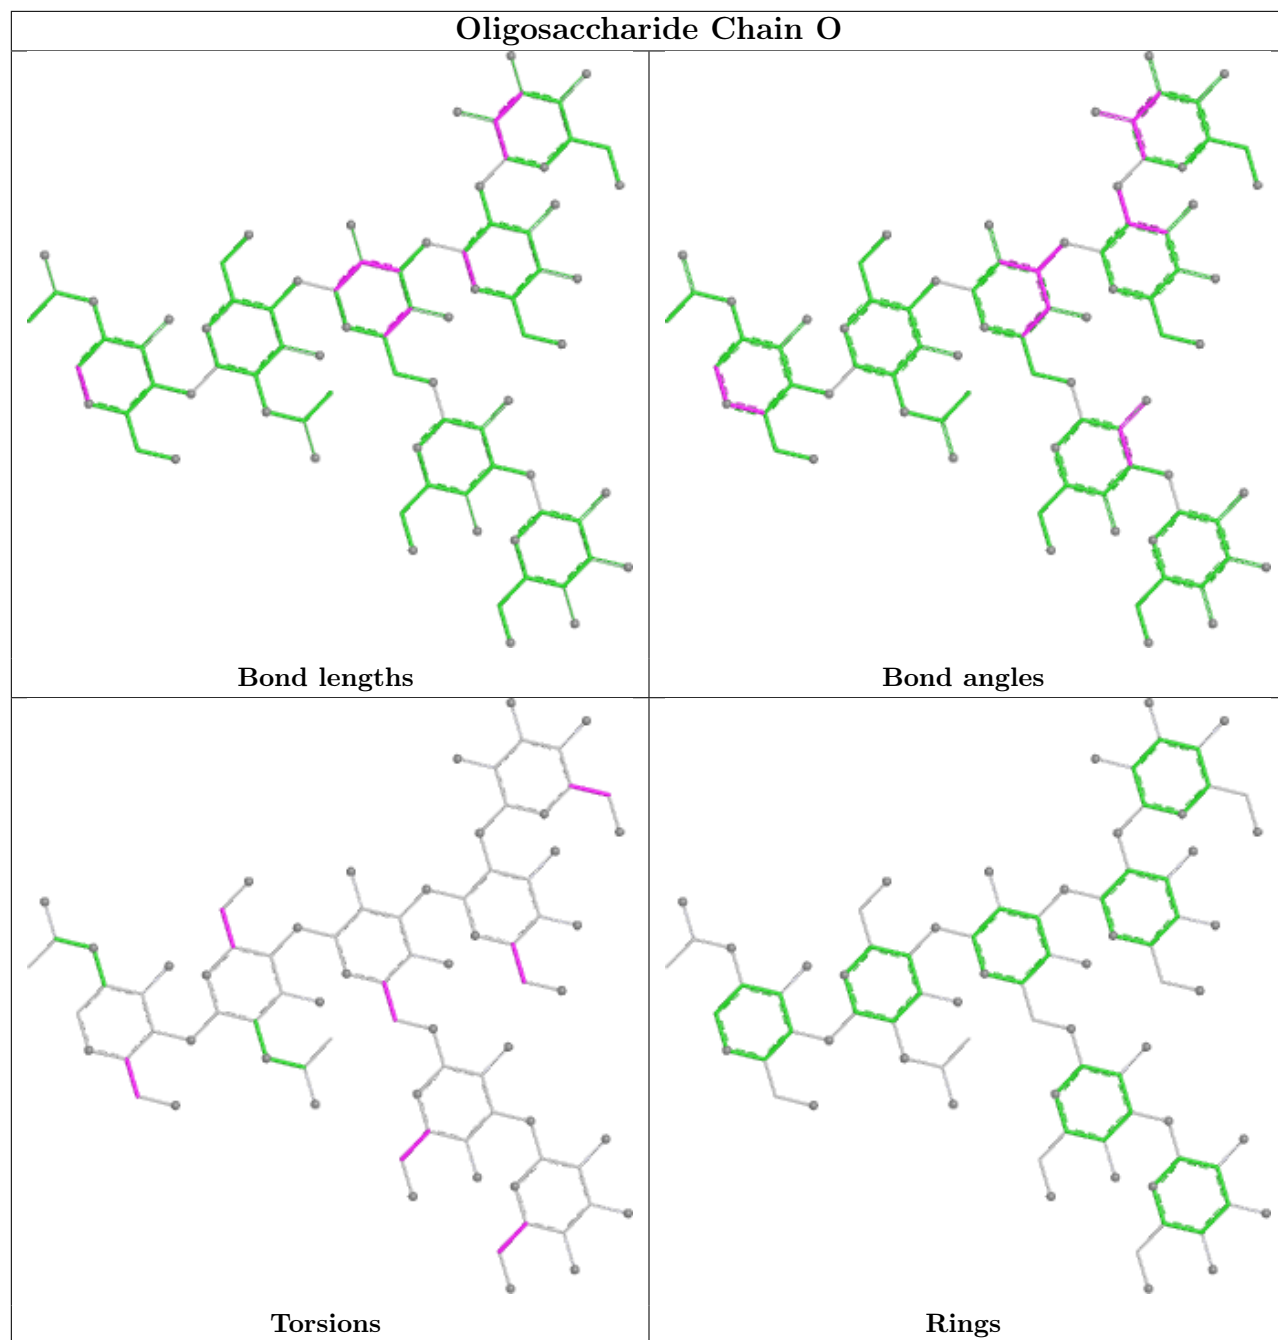 Oligosaccharide Chain O
Bond lengths
Bond angles
Torsions
Rings